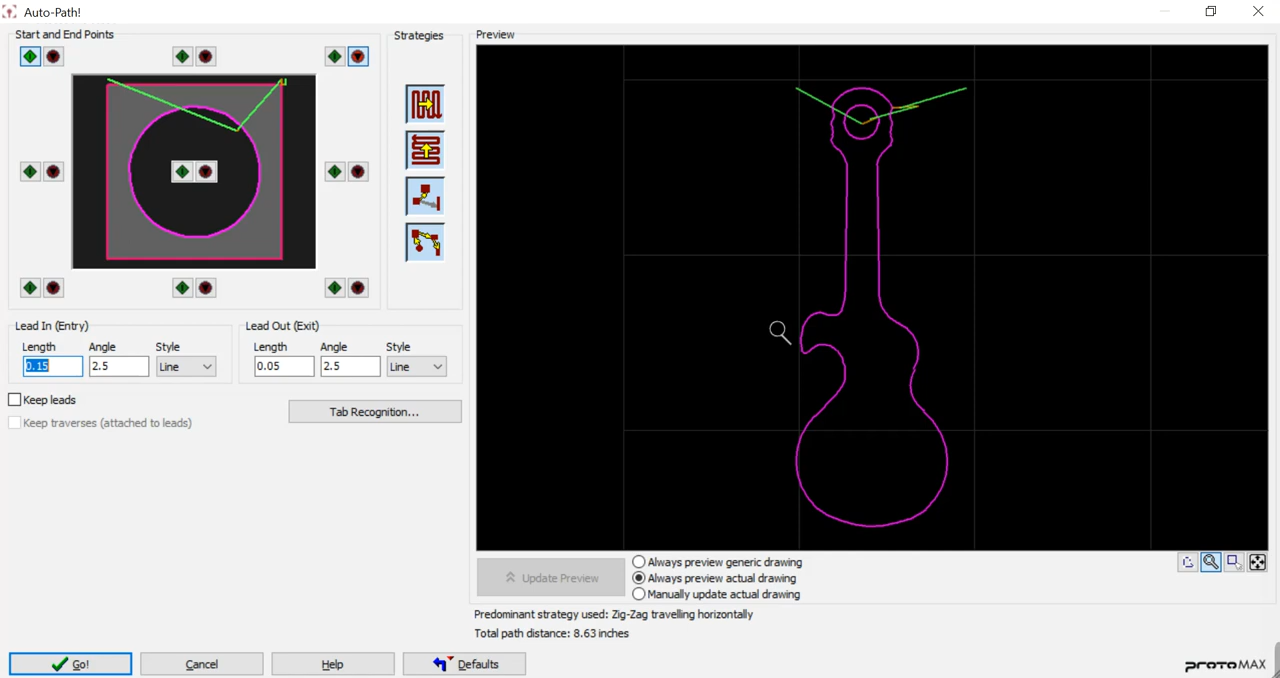 Auto-Path!
Start and End Points
Strategies
Preview
Lead In (Entry)
Length Angle Style
0.15 2.5 Line
Lead Out (Exit)
Length Angle Style
0.05 2.5 Line
Keep leads
Keep traverses (attached to leads)
Tab Recognition...
Update Preview
Always preview generic drawing
Always preview actual drawing
Manually update actual drawing
Predominant strategy used: Zig-Zag travelling horizontally
Total path distance: 8.63 inches
Go! Cancel Help Defaults
protoMAX